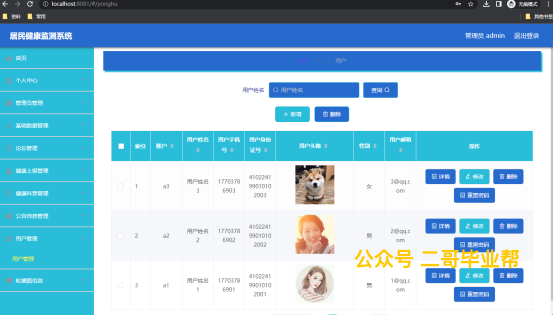 localhost:8081/#/yonghu
无痕模式
资料 常用 其他书签
居民健康监测系统 管理员 admin 退出登录
首页
个人中心
管理员管理
基础数据管理
论坛管理
健康上报管理
健康科普管理
公告信息管理
用户管理
用户管理
轮播图信息
用户
用户姓名 用户姓名 查询
+ 新增 删除
索引 账户 用户姓名 用户手机号 用户身份证号 用户头像 性别 用户邮箱 操作
1 a3 用户姓名3 17703786903 410224199010102003 女 3@qq.com 详情 修改 删除 重置密码
2 a2 用户姓名2 17703786902 410224199010102002 男 2@qq.com 详情 修改 删除 重置密码
3 a1 用户姓名1 17703786901 410224199010102001 男 1@qq.com 详情 修改 删除 重置密码
公众号 二哥毕业帮